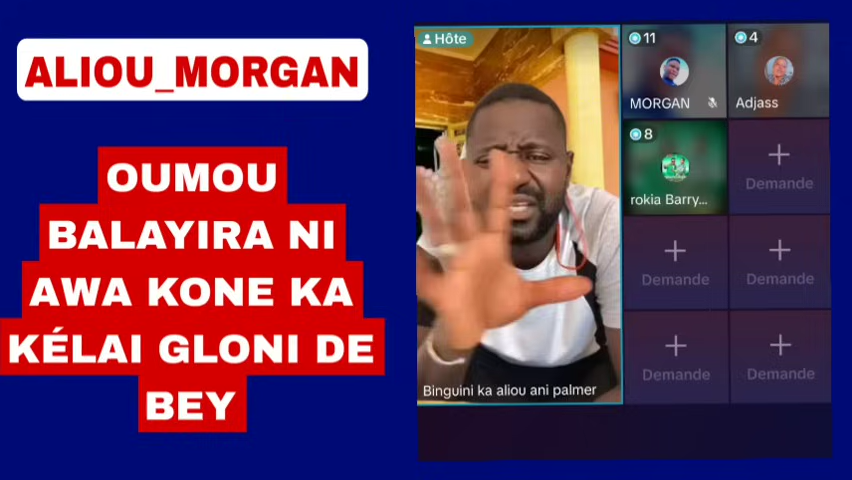 ALIOU_MORGAN
OUMOU
BALAYIRA NI
AWA KONE KA
KÉLAI GLONI DE
BEY
Hôte
Binguini ka aliou ani palmer
11
MORGAN
4
Adjass
8
rokia Barry...
Demande
Demande
Demande
Demande
Demande